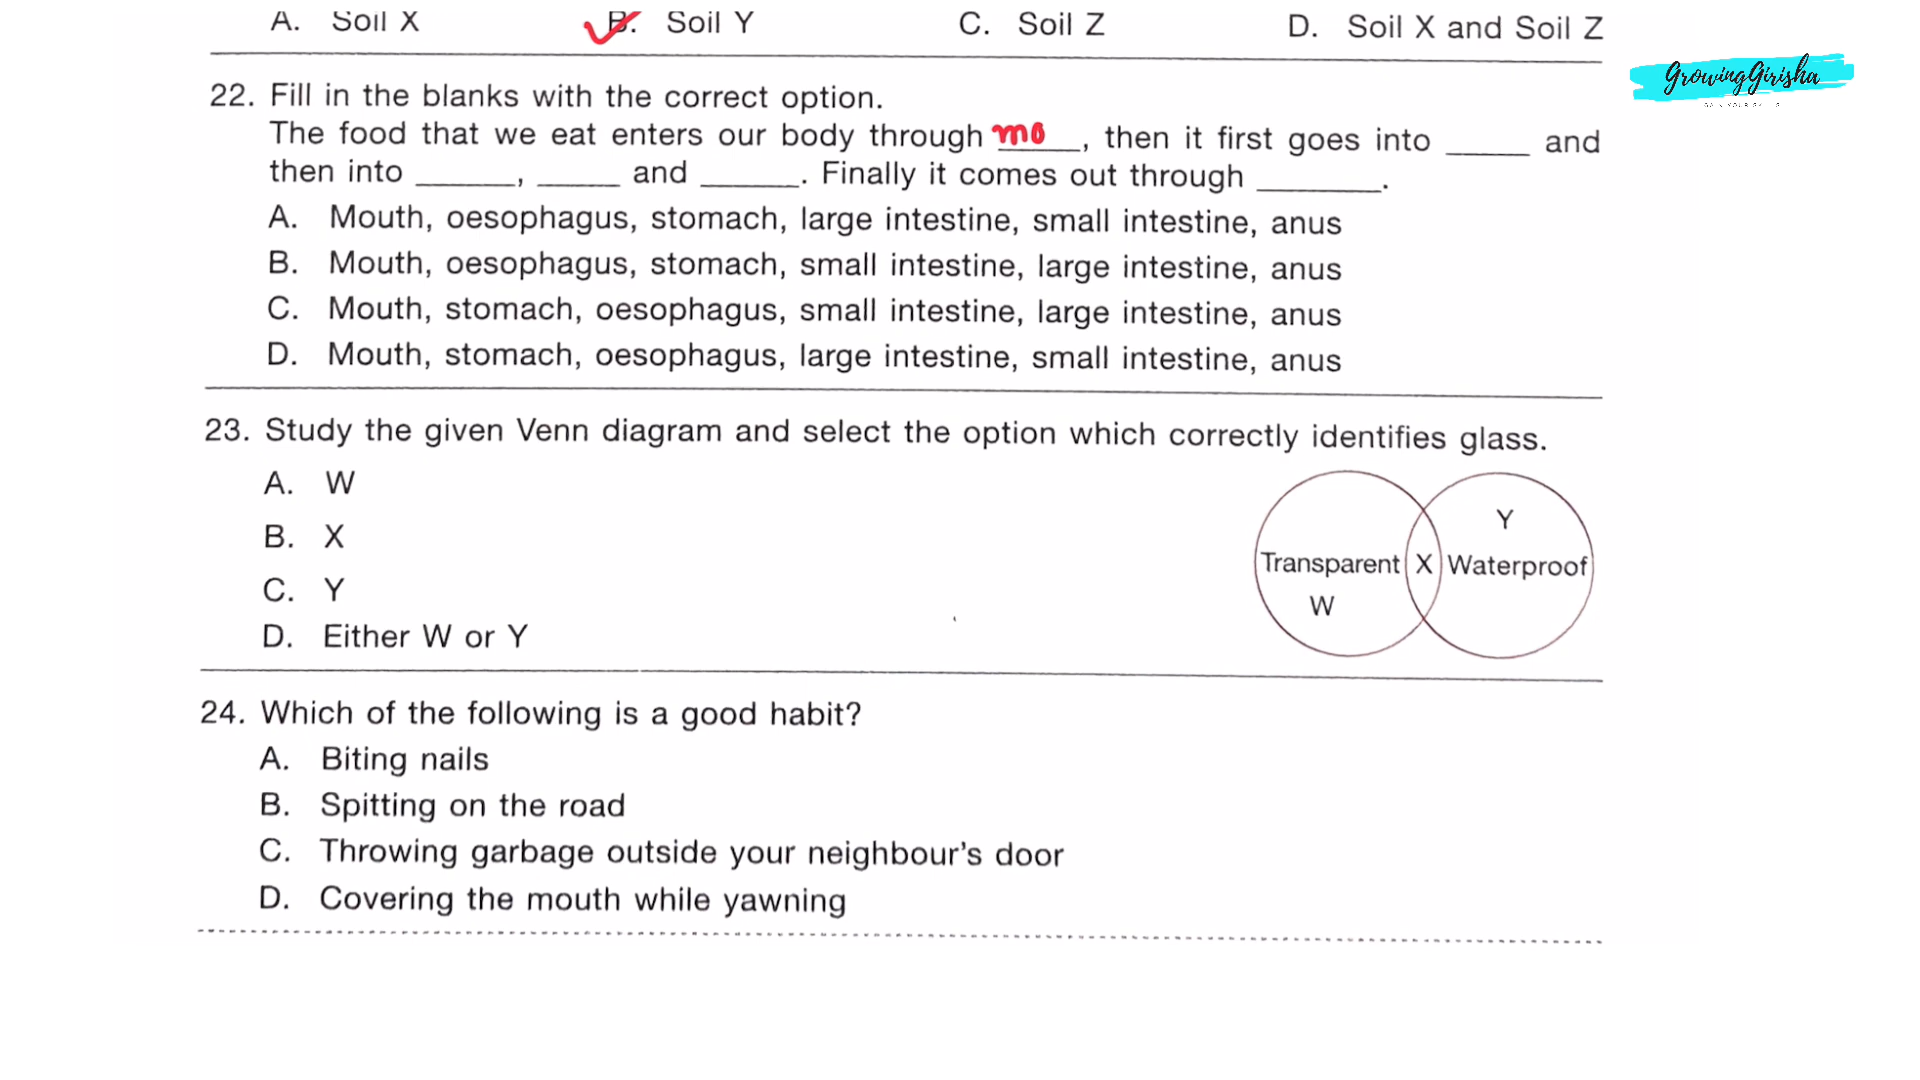 A. Soil X B. Soil Y C. Soil Z D. Soil X and Soil Z
GrowingGirisha
22. Fill in the blanks with the correct option.
The food that we eat enters our body through mo____, then it first goes into _____ and
then into ______, _____ and ______. Finally it comes out through ________.
A. Mouth, oesophagus, stomach, large intestine, small intestine, anus
B. Mouth, oesophagus, stomach, small intestine, large intestine, anus
C. Mouth, stomach, oesophagus, small intestine, large intestine, anus
D. Mouth, stomach, oesophagus, large intestine, small intestine, anus
23. Study the given Venn diagram and select the option which correctly identifies glass.
A. W
B. X
C. Y
D. Either W or Y
Y
Transparent X Waterproof
W
24. Which of the following is a good habit?
A. Biting nails
B. Spitting on the road
C. Throwing garbage outside your neighbour's door
D. Covering the mouth while yawning